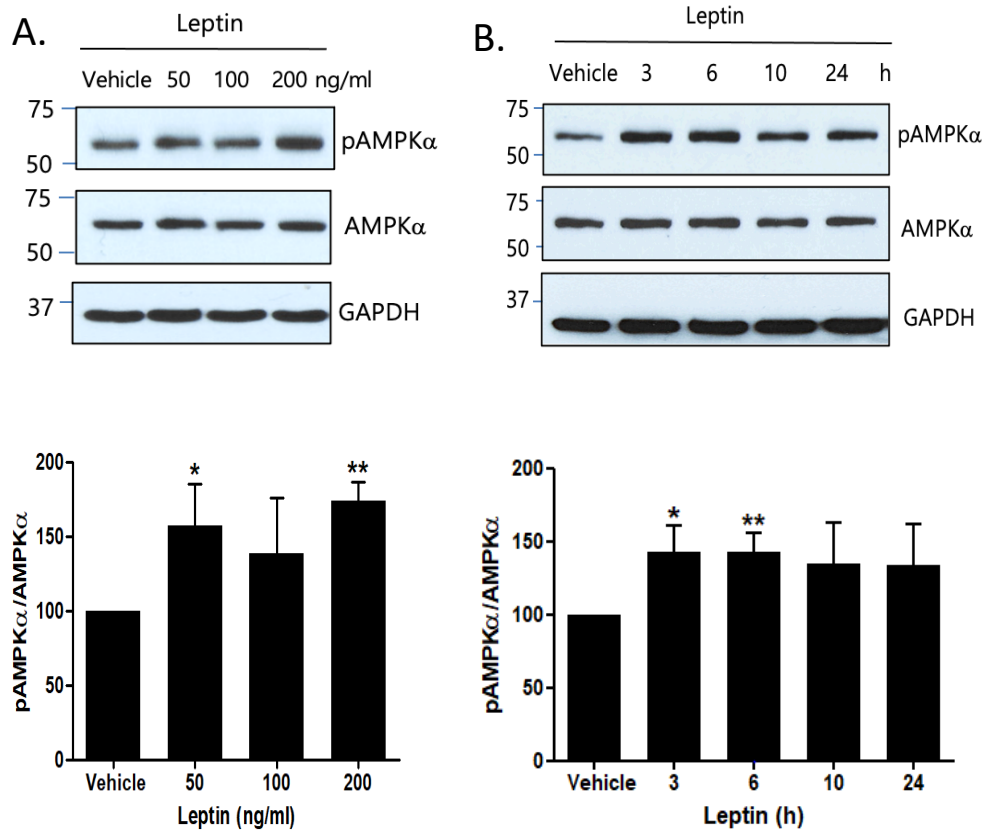 A.
Leptin
Vehicle 50 100 200 ng/ml
75
50
pAMPKα
75
50
AMPKα
37
GAPDH
B.
Leptin
Vehicle 3 6 10 24 h
75
50
pAMPKα
75
50
AMPKα
37
GAPDH
pAMPKα/AMPKα
200
150
100
50
0
* **
Vehicle 50 100 200
Leptin (ng/ml)
pAMPKα/AMPKα
200
150
100
50
0
* **
Vehicle 3 6 10 24
Leptin (h)